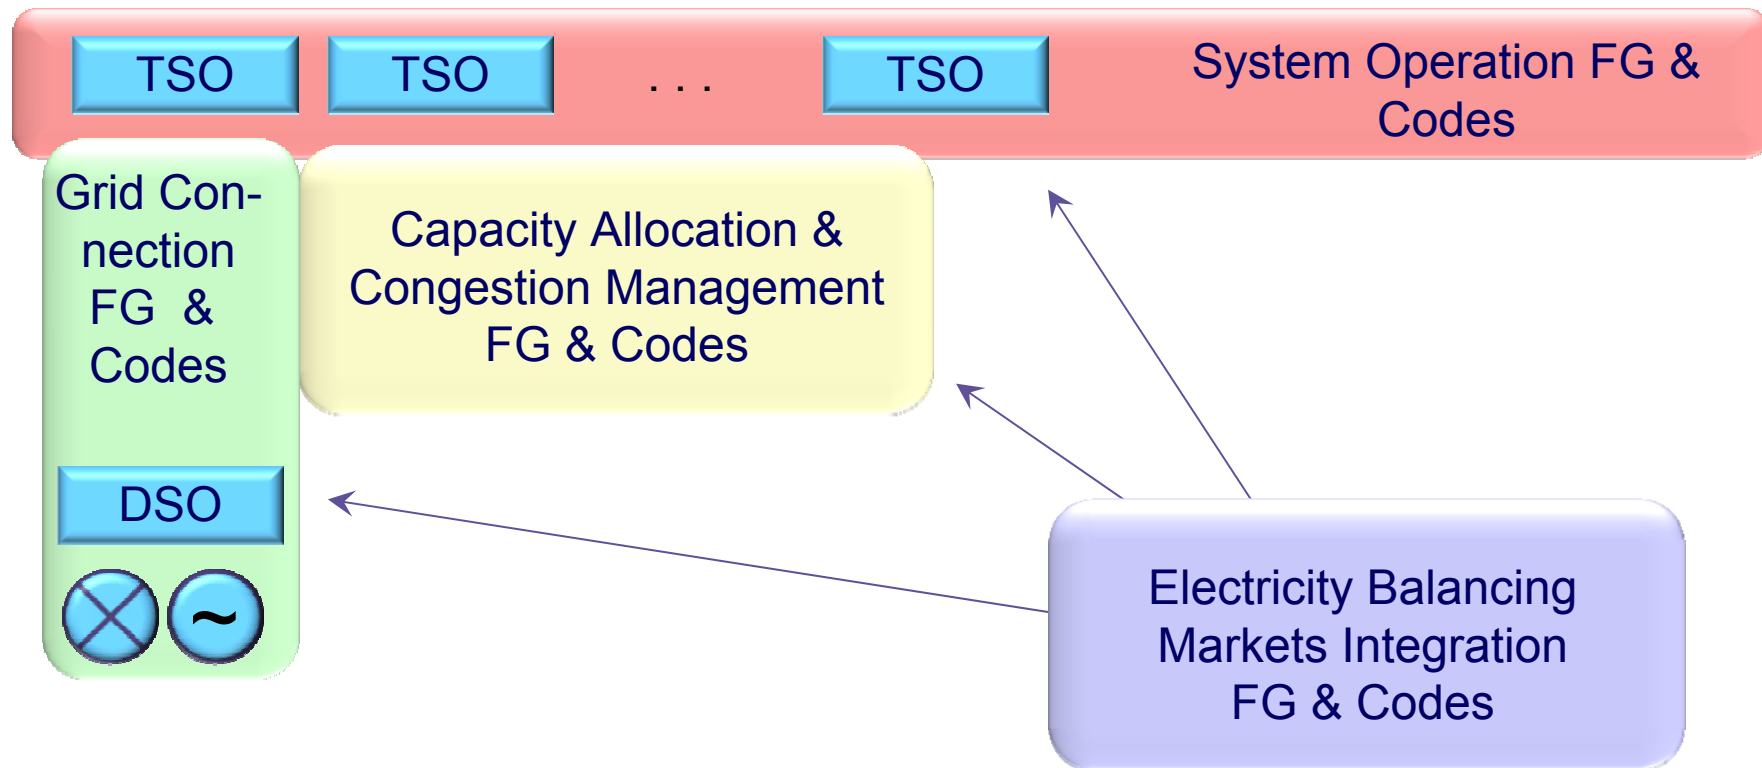 TSO TSO . . . TSO
System Operation FG &
Codes
Grid Con-
nection
FG &
Codes
Capacity Allocation &
Congestion Management
FG & Codes
DSO
~
Electricity Balancing
Markets Integration
FG & Codes